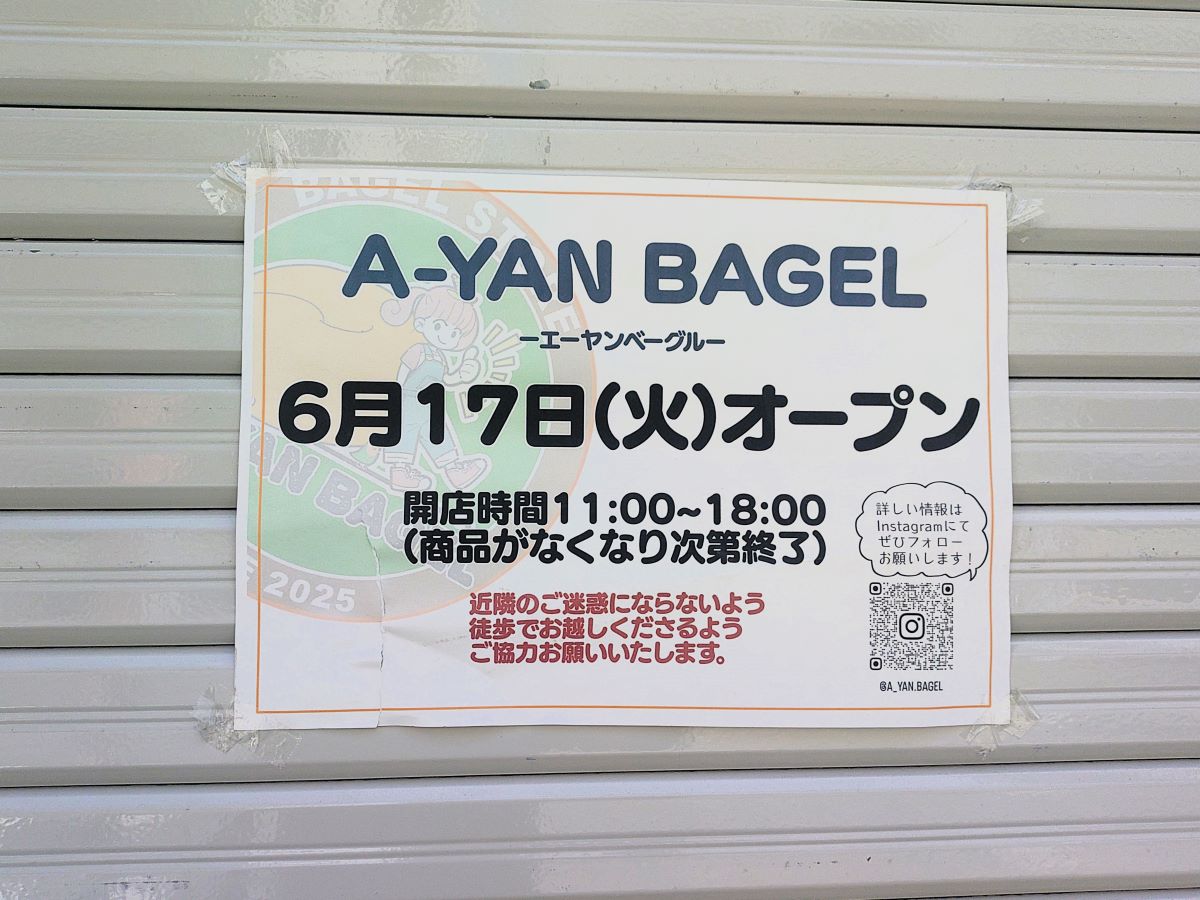 BAGEL STORE
A-YAN BAGEL
ーエーヤンベーグルー
6月17日(火)オープン
開店時間11:00~18:00
(商品がなくなり次第終了)
近隣のご迷惑にならないよう
徒歩でお越しくださるよう
ご協力お願いいたします。
詳しい情報は
Instagramにて
ぜひフォロー
お願いします!
@A_YAN.BAGEL
YAN BAGEL
2025